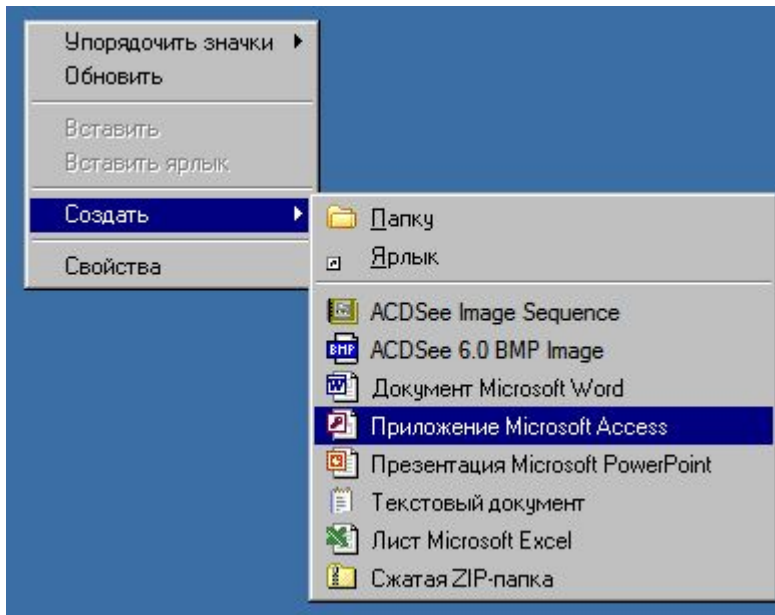 Упорядочить значки
Обновить
Вставить
Вставить ярлык
Создать
Свойства
Папку
Ярлык
ACDSee Image Sequence
BMP ACDSee 6.0 BMP Image
Документ Microsoft Word
Приложение Microsoft Access
Презентация Microsoft PowerPoint
Текстовый документ
Лист Microsoft Excel
Сжатая ZIP-папка